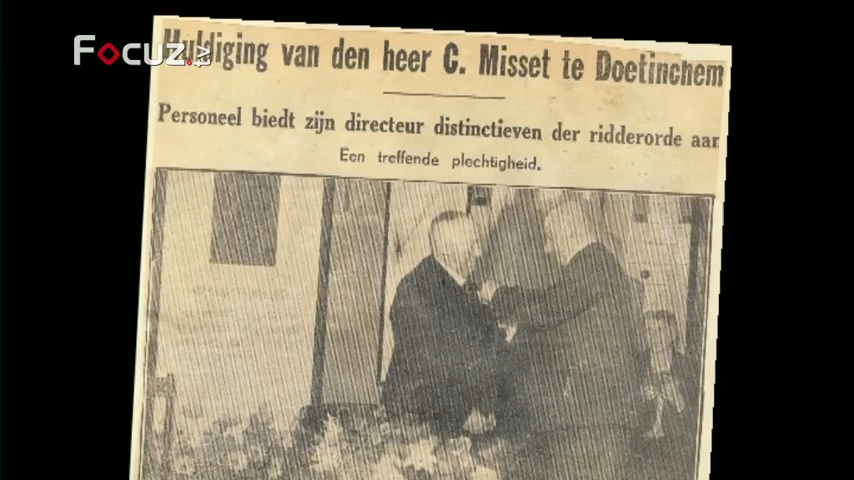 FOCUZ.tv
Huldiging van den heer C. Misset te Doetinchem
Personeel biedt zijn directeur distinctieven der ridderorde aan
Een treffende plechtigheid.